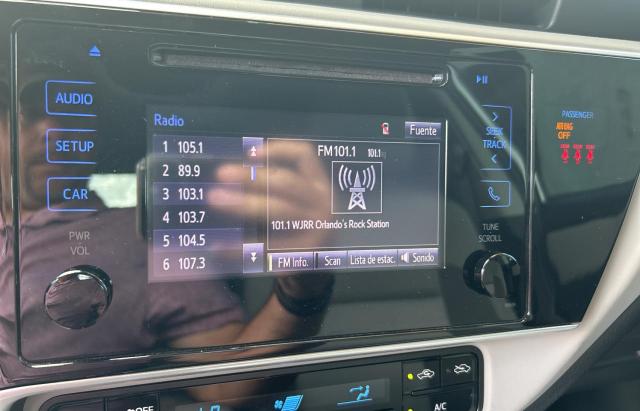 AUDIO
SETUP
CAR
PWR
VOL
Radio
Fuente
1 105.1
2 89.9
3 103.1
4 103.7
5 104.5
6 107.3
FM101.1 101.1
101.1 WJRR Orlando's Rock Station
FM Info. Scan Lista de estac. Sonido
SEEK
TRACK
TUNE
SCROLL
PASSENGER
AIRBAG
OFF
OFF
A/C